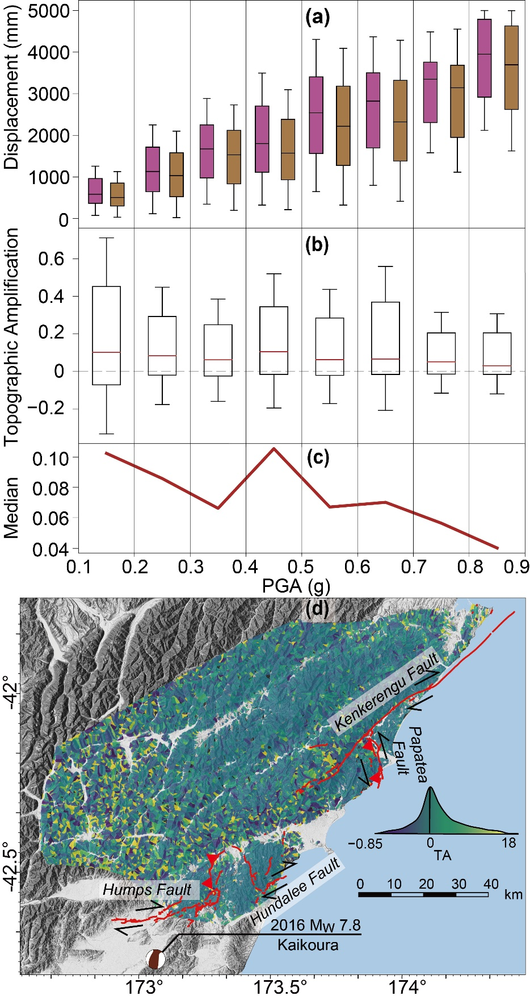 (a)
Displacement (mm)
5000
4000
3000
2000
1000
0
(b)
Topographic Amplification
0.6
0.4
0.2
0
−0.2
(c)
Median
0.10
0.08
0.06
0.04
0.1 0.2 0.3 0.4 0.5 0.6 0.7 0.8 0.9
PGA (g)
(d)
-42°
-42.5°
Kenkerengu Fault
Papatea
Fault
−0.85 0 18
TA
0 10 20 30 40
km
Humps Fault
Hundalee Fault
2016 MW 7.8
Kaikoura
173° 173.5° 174°